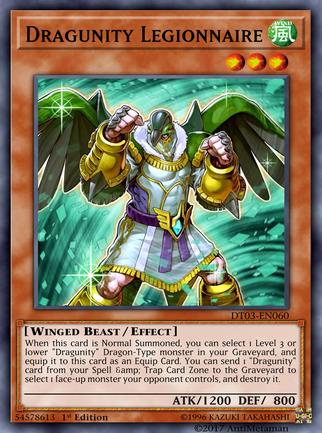 Dragunity Legionnaire
WIND
風
DT03-EN060
[Winged Beast / Effect]
When this card is Normal Summoned, you can select 1 Level 3 or
lower "Dragunity" Dragon-Type monster in your Graveyard, and
equip it to this card as an Equip Card. You can send 1 "Dragunity"
card from your Spell &amp; Trap Card Zone to the Graveyard to
select 1 face-up monster your opponent controls, and destroy it.
ATK/1200 DEF/ 800
54578613 1st Edition ©1996 KAZUKI TAKAHASHI
©2017 AntiMetaman